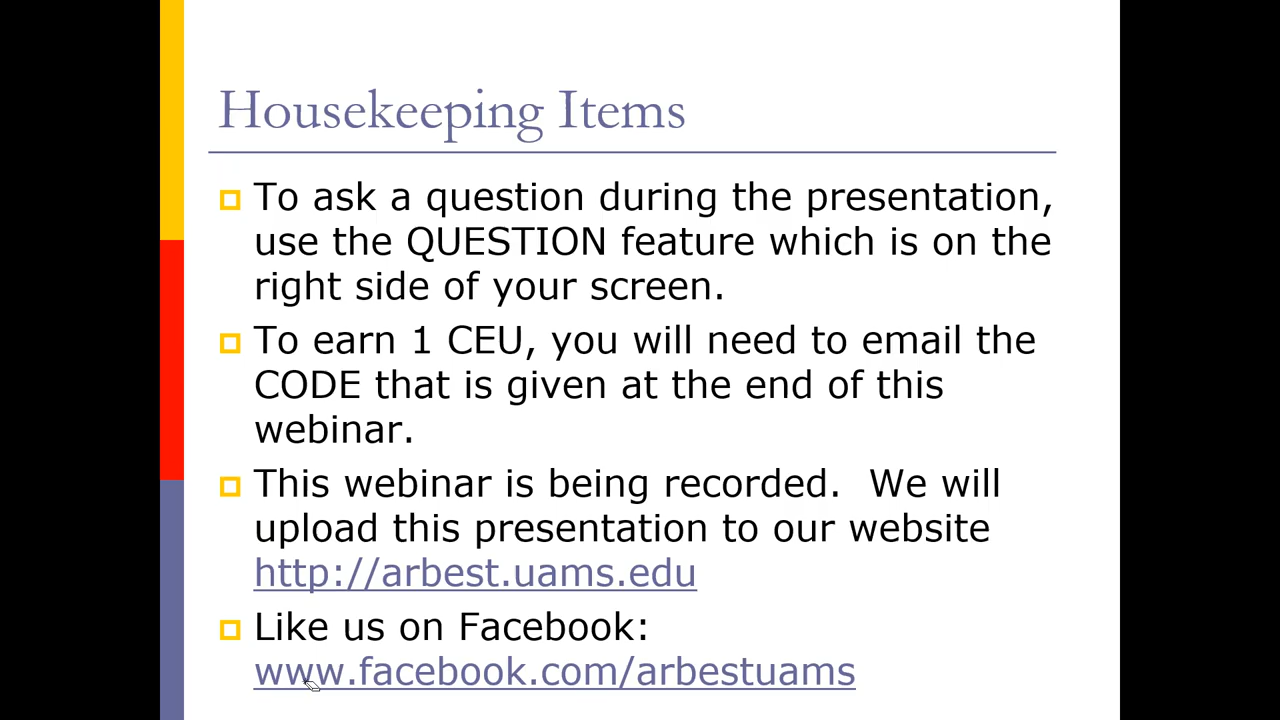 Housekeeping Items
To ask a question during the presentation,
use the QUESTION feature which is on the
right side of your screen.
To earn 1 CEU, you will need to email the
CODE that is given at the end of this
webinar.
This webinar is being recorded.  We will
upload this presentation to our website
http://arbest.uams.edu
Like us on Facebook:
www.facebook.com/arbestuams